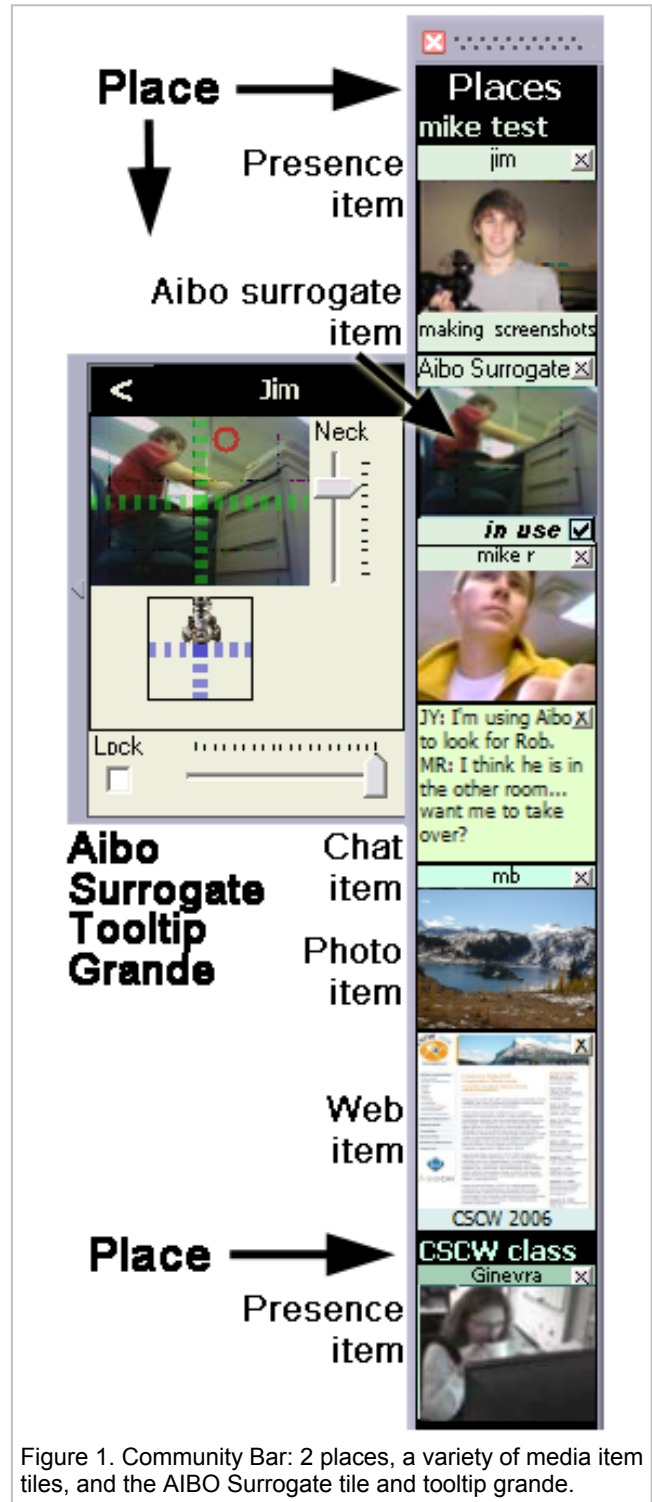 Place
Places
mike test
Presence
item
jim
making screenshots
Aibo surrogate
item
Aibo Surrogate
in use
< Jim
Neck
Lock
mike r
JY: I'm using Aibo
to look for Rob.
MR: I think he is in
the other room...
want me to take
over?
Aibo
Surrogate
Tooltip
Grande
Chat
item
Photo
item
mb
Web
item
CSCW 2006
Place
CSCW class
Presence
item
Ginevra
Figure 1. Community Bar: 2 places, a variety of media item
tiles, and the AIBO Surrogate tile and tooltip grande.